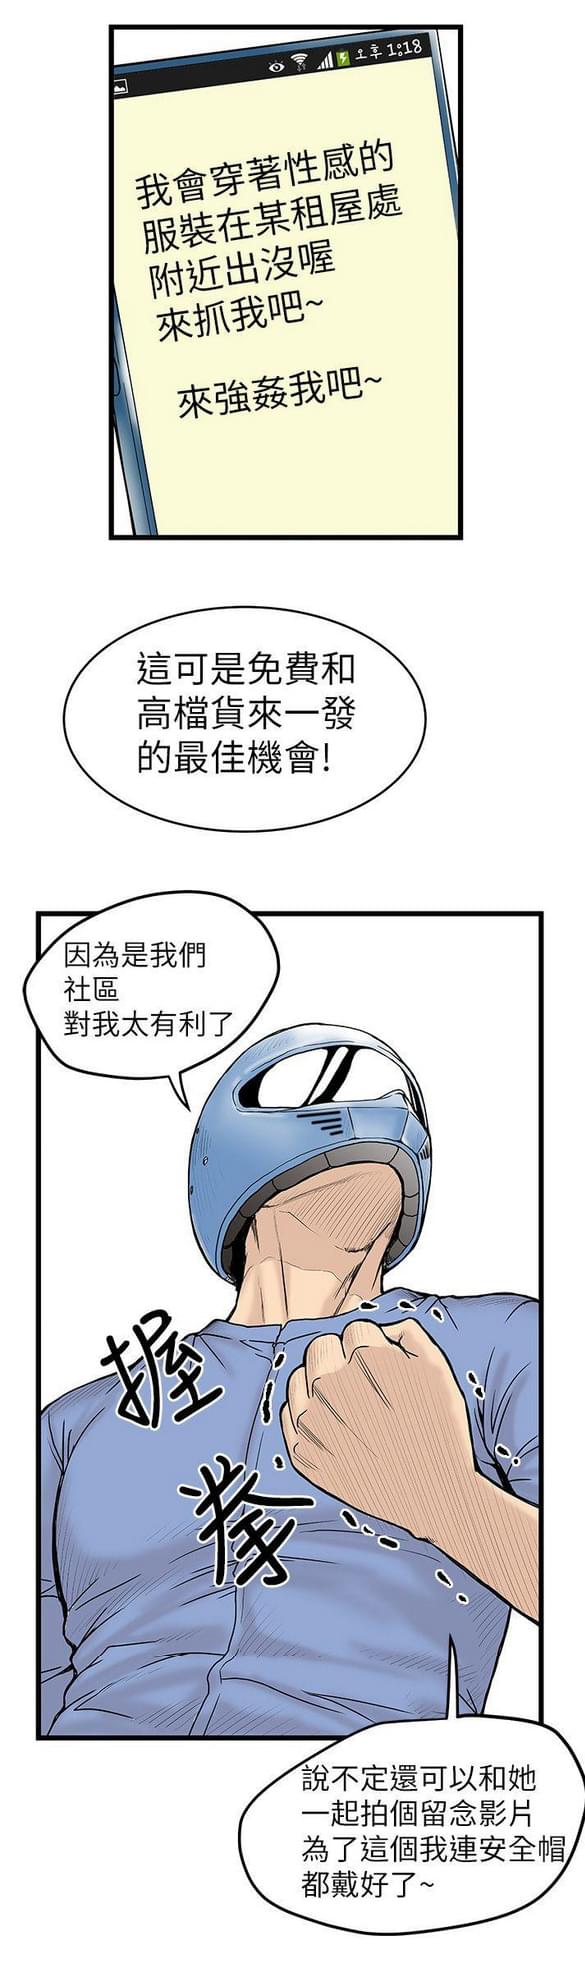 오후 1:18
我會穿著性感的
服裝在某租屋處
附近出沒喔
來抓我吧~
來強姦我吧~
這可是免費和
高檔貨來一發
的最佳機會!
因為是我們
社區
對我太有利了
握
拳
說不定還可以和她
一起拍個留念影片
為了這個我連安全帽
都戴好了~